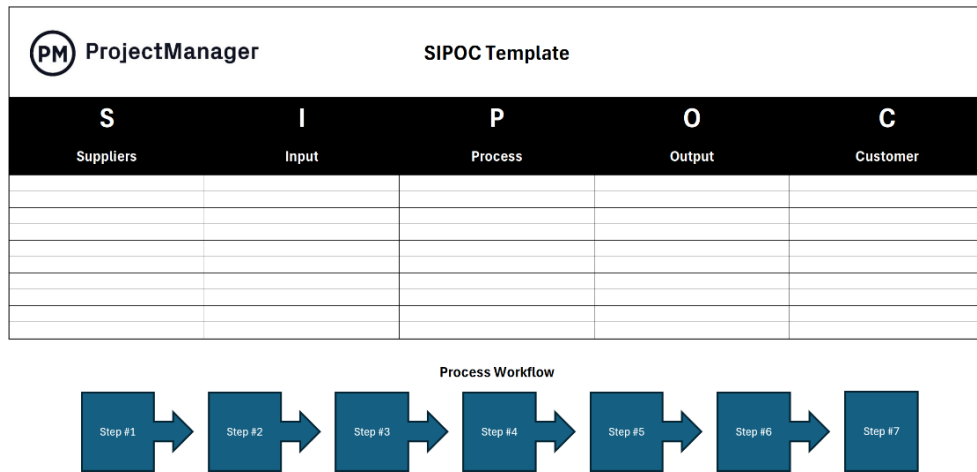 PM ProjectManager
SIPOC Template
S I P O C
Suppliers Input Process Output Customer
Process Workflow
Step #1 Step #2 Step #3 Step #4 Step #5 Step #6 Step #7